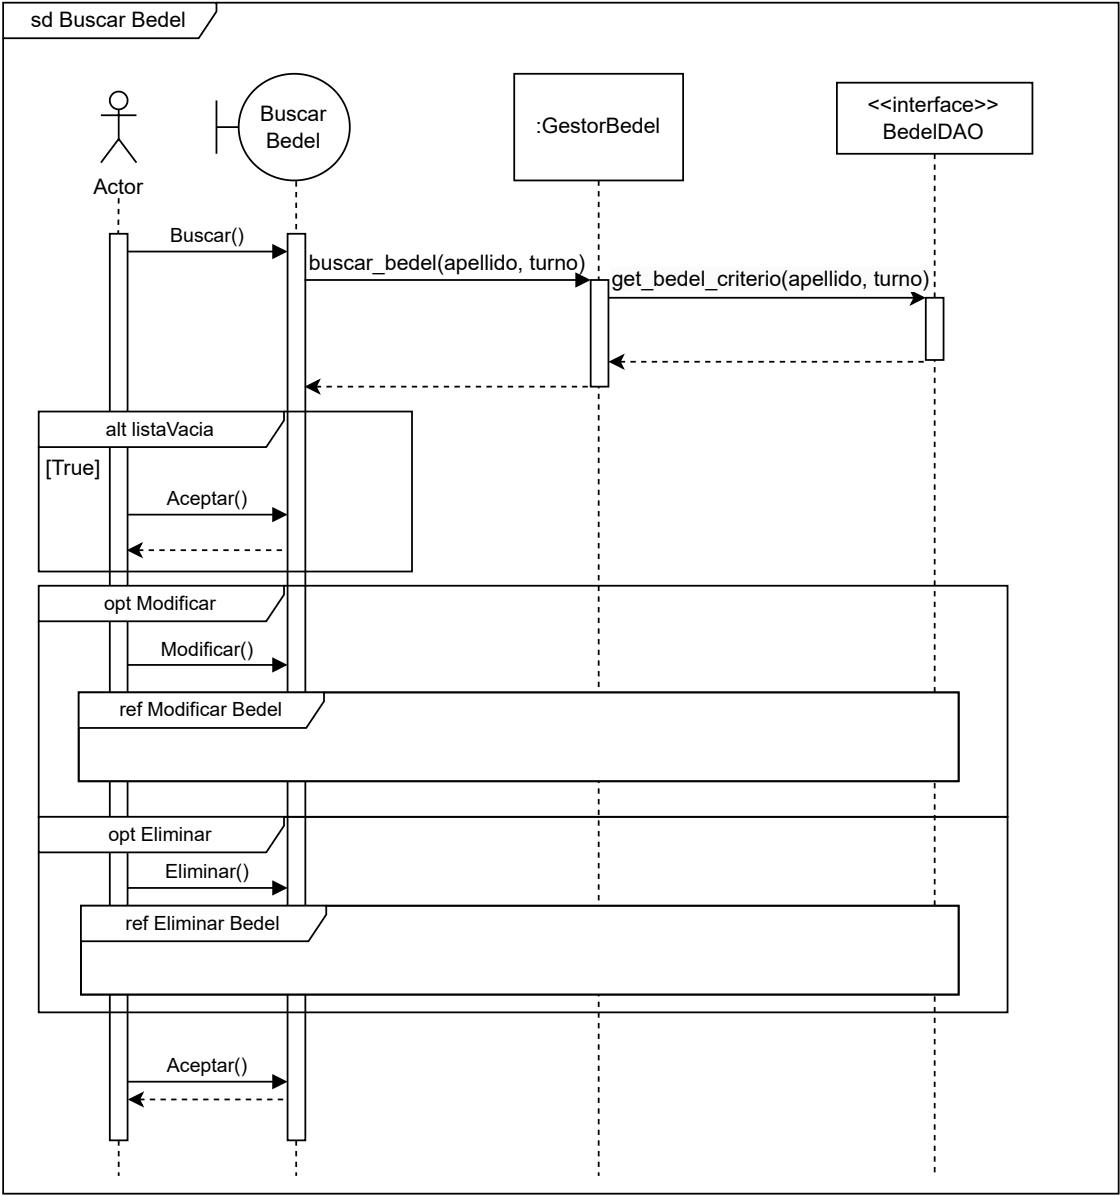 sd Buscar Bedel
Actor
Buscar
Bedel
:GestorBedel
<<interface>>
BedelDAO
Buscar()
buscar_bedel(apellido, turno)
get_bedel_criterio(apellido, turno)
alt listaVacia
[True]
Aceptar()
opt Modificar
Modificar()
ref Modificar Bedel
opt Eliminar
Eliminar()
ref Eliminar Bedel
Aceptar()